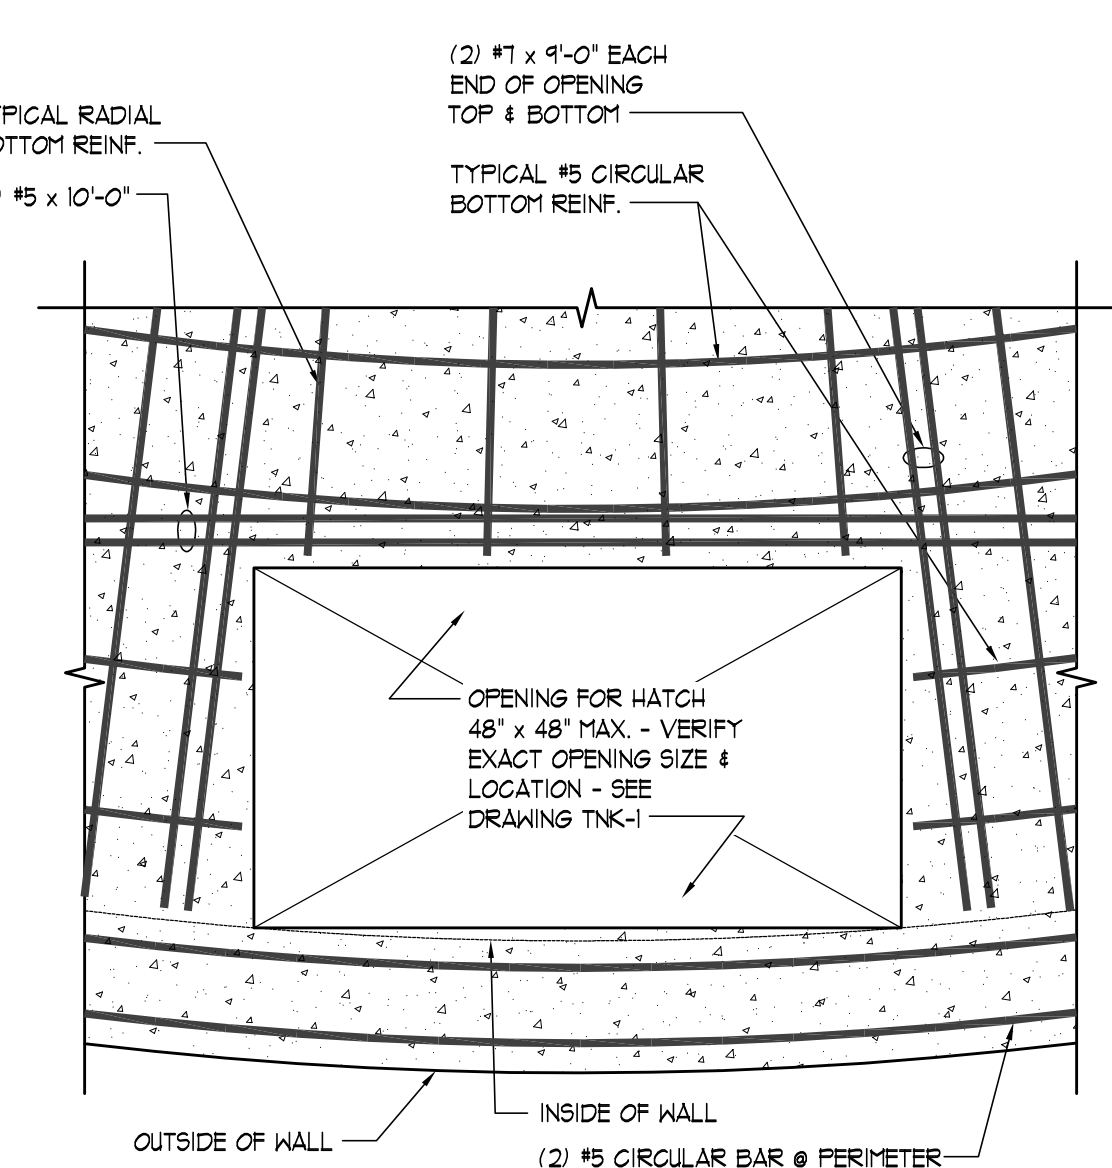 (2) #7 x 9'-0" EACH
END OF OPENING
TOP & BOTTOM
PICAL RADIAL
OTTOM REINF.
#5 x 10'-0"
TYPICAL #5 CIRCULAR
BOTTOM REINF.
OPENING FOR HATCH
48" x 48" MAX. - VERIFY
EXACT OPENING SIZE &
LOCATION - SEE
DRAWING TNK-1
INSIDE OF WALL
OUTSIDE OF WALL
(2) #5 CIRCULAR BAR @ PERIMETER